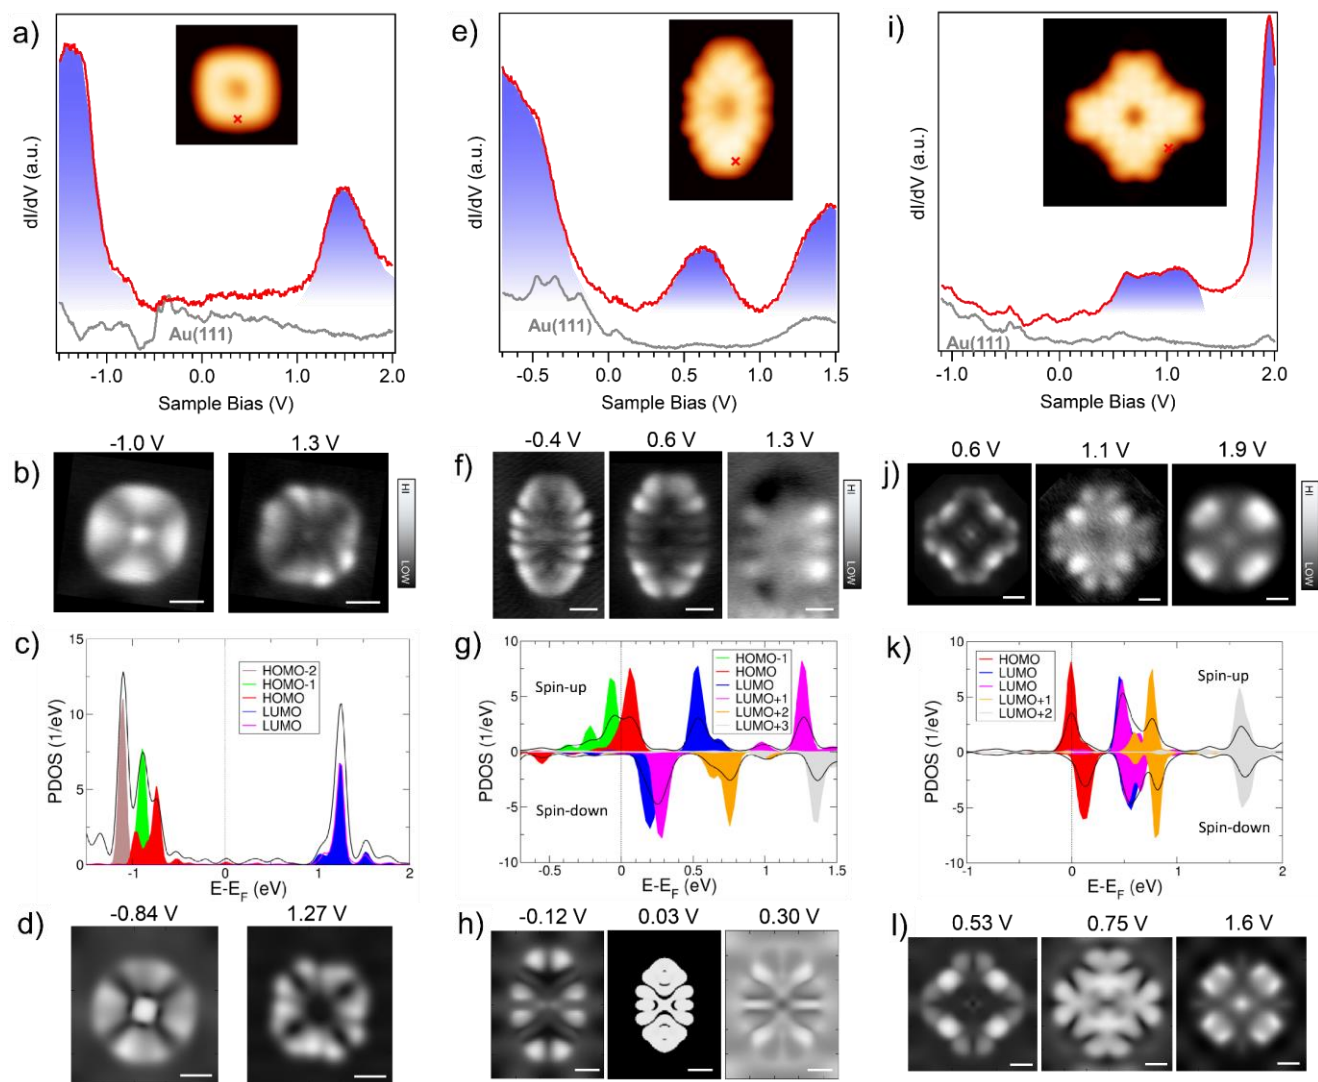 a)
dI/dV (a.u.)
Au(111)
-1.0 0.0 1.0 2.0
Sample Bias (V)
e)
dI/dV (a.u.)
Au(111)
-0.5 0.0 0.5 1.0 1.5
Sample Bias (V)
i)
dI/dV (a.u.)
Au(111)
-1.0 0.0 1.0 2.0
Sample Bias (V)
b)
-1.0 V 1.3 V
HI
LOW
f)
-0.4 V 0.6 V 1.3 V
HI
LOW
j)
0.6 V 1.1 V 1.9 V
HI
LOW
c)
PDOS (1/eV)
15
10
5
0
HOMO-2
HOMO-1
HOMO
LUMO
LUMO
-1 0 1 2
E-E_F (eV)
g)
PDOS (1/eV)
10
5
0
-5
-10
Spin-up
Spin-down
HOMO-1
HOMO
LUMO
LUMO+1
LUMO+2
LUMO+3
-0.5 0 0.5 1 1.5
E-E_F (eV)
k)
PDOS (1/eV)
10
5
0
-5
-10
HOMO
LUMO
LUMO
LUMO+1
LUMO+2
Spin-up
Spin-down
-1 0 1 2
E-E_F (eV)
d)
-0.84 V 1.27 V
h)
-0.12 V 0.03 V 0.30 V
l)
0.53 V 0.75 V 1.6 V